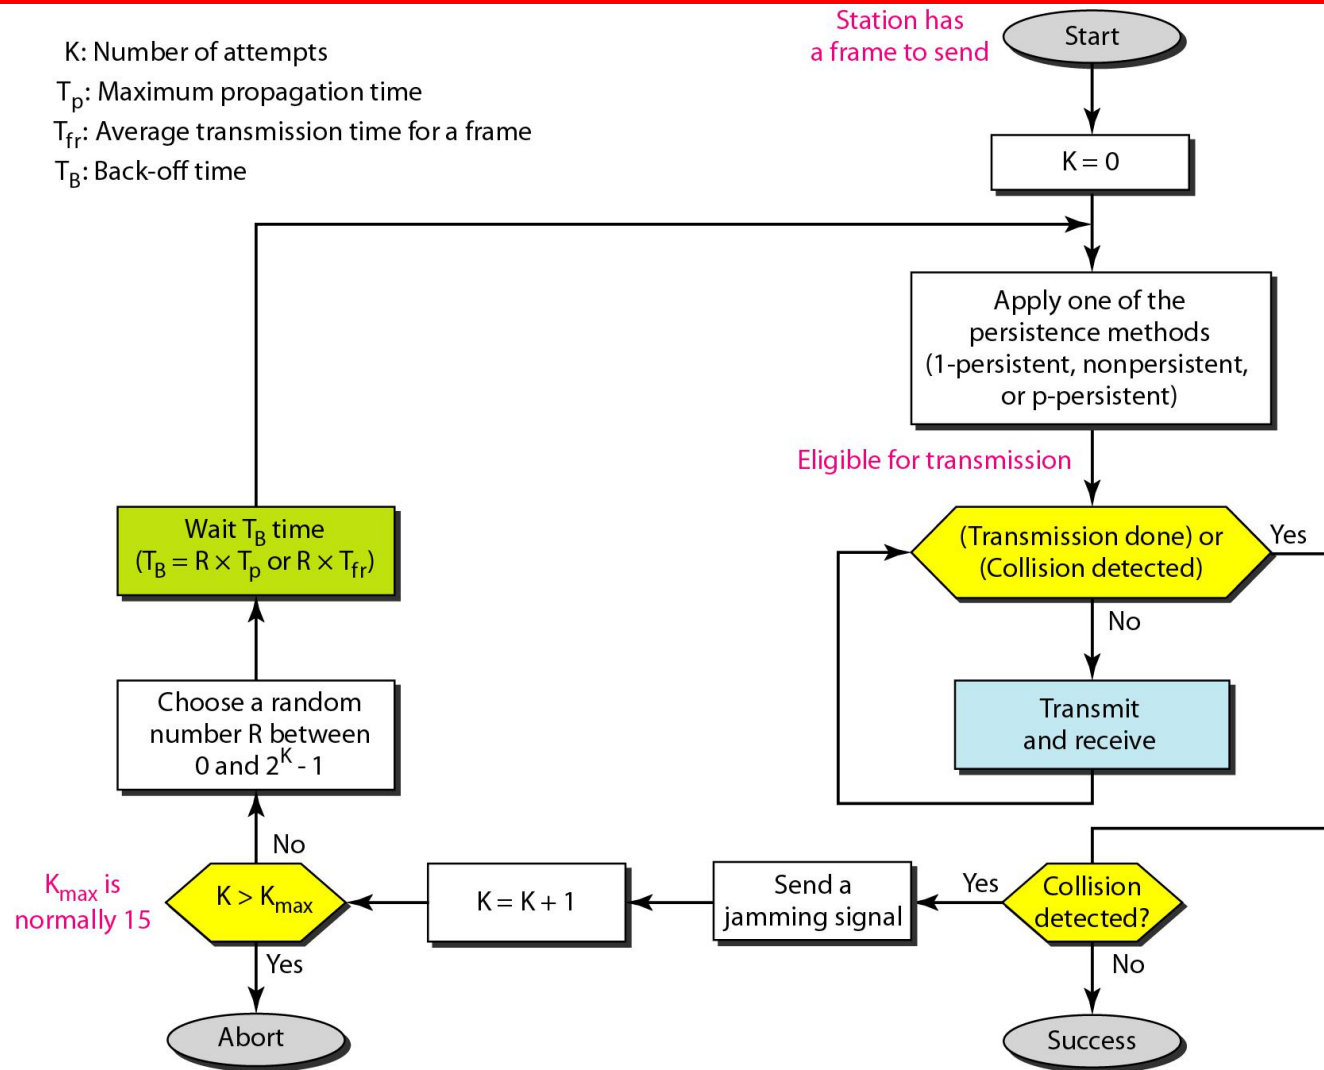 Station has
a frame to send
Start
K: Number of attempts
Tp: Maximum propagation time
Tfr: Average transmission time for a frame
TB: Back-off time
K = 0
Apply one of the
persistence methods
(1-persistent, nonpersistent,
or p-persistent)
Eligible for transmission
(Transmission done) or
(Collision detected)
Yes
No
Transmit
and receive
Wait TB time
(TB = R × Tp or R × Tfr)
Choose a random
number R between
0 and 2^K - 1
No
Kmax is
normally 15
K > Kmax
Yes
Abort
K = K + 1
Send a
jamming signal
Yes
Collision
detected?
No
Success